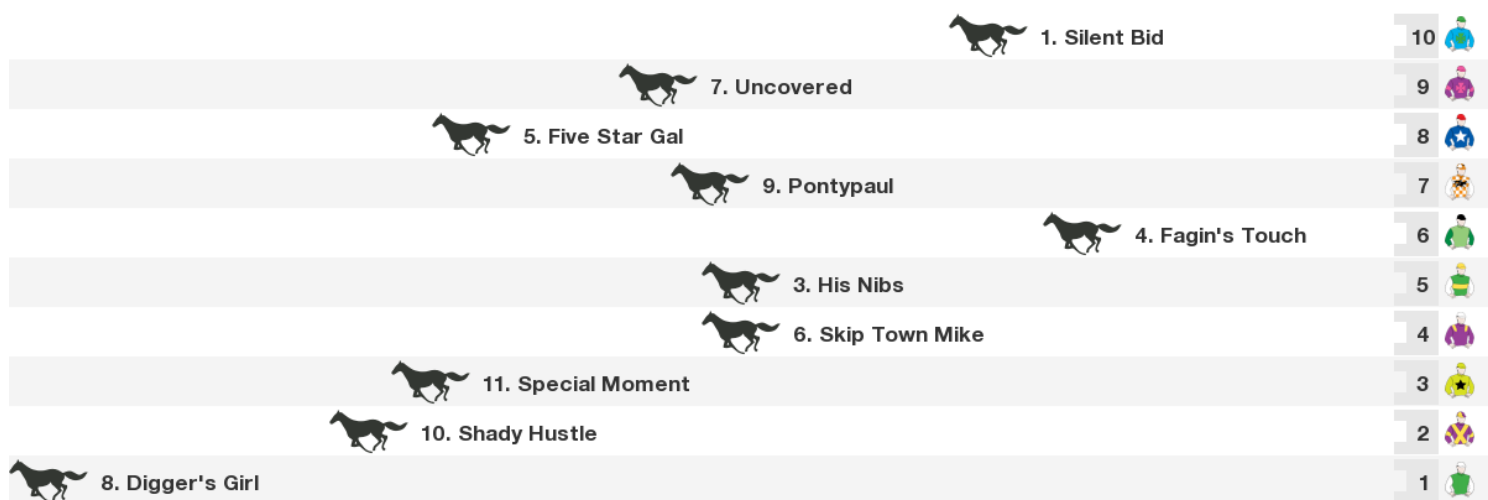 1. Silent Bid 10
7. Uncovered 9
5. Five Star Gal 8
9. Pontypaul 7
4. Fagin's Touch 6
3. His Nibs 5
6. Skip Town Mike 4
11. Special Moment 3
10. Shady Hustle 2
8. Digger's Girl 1